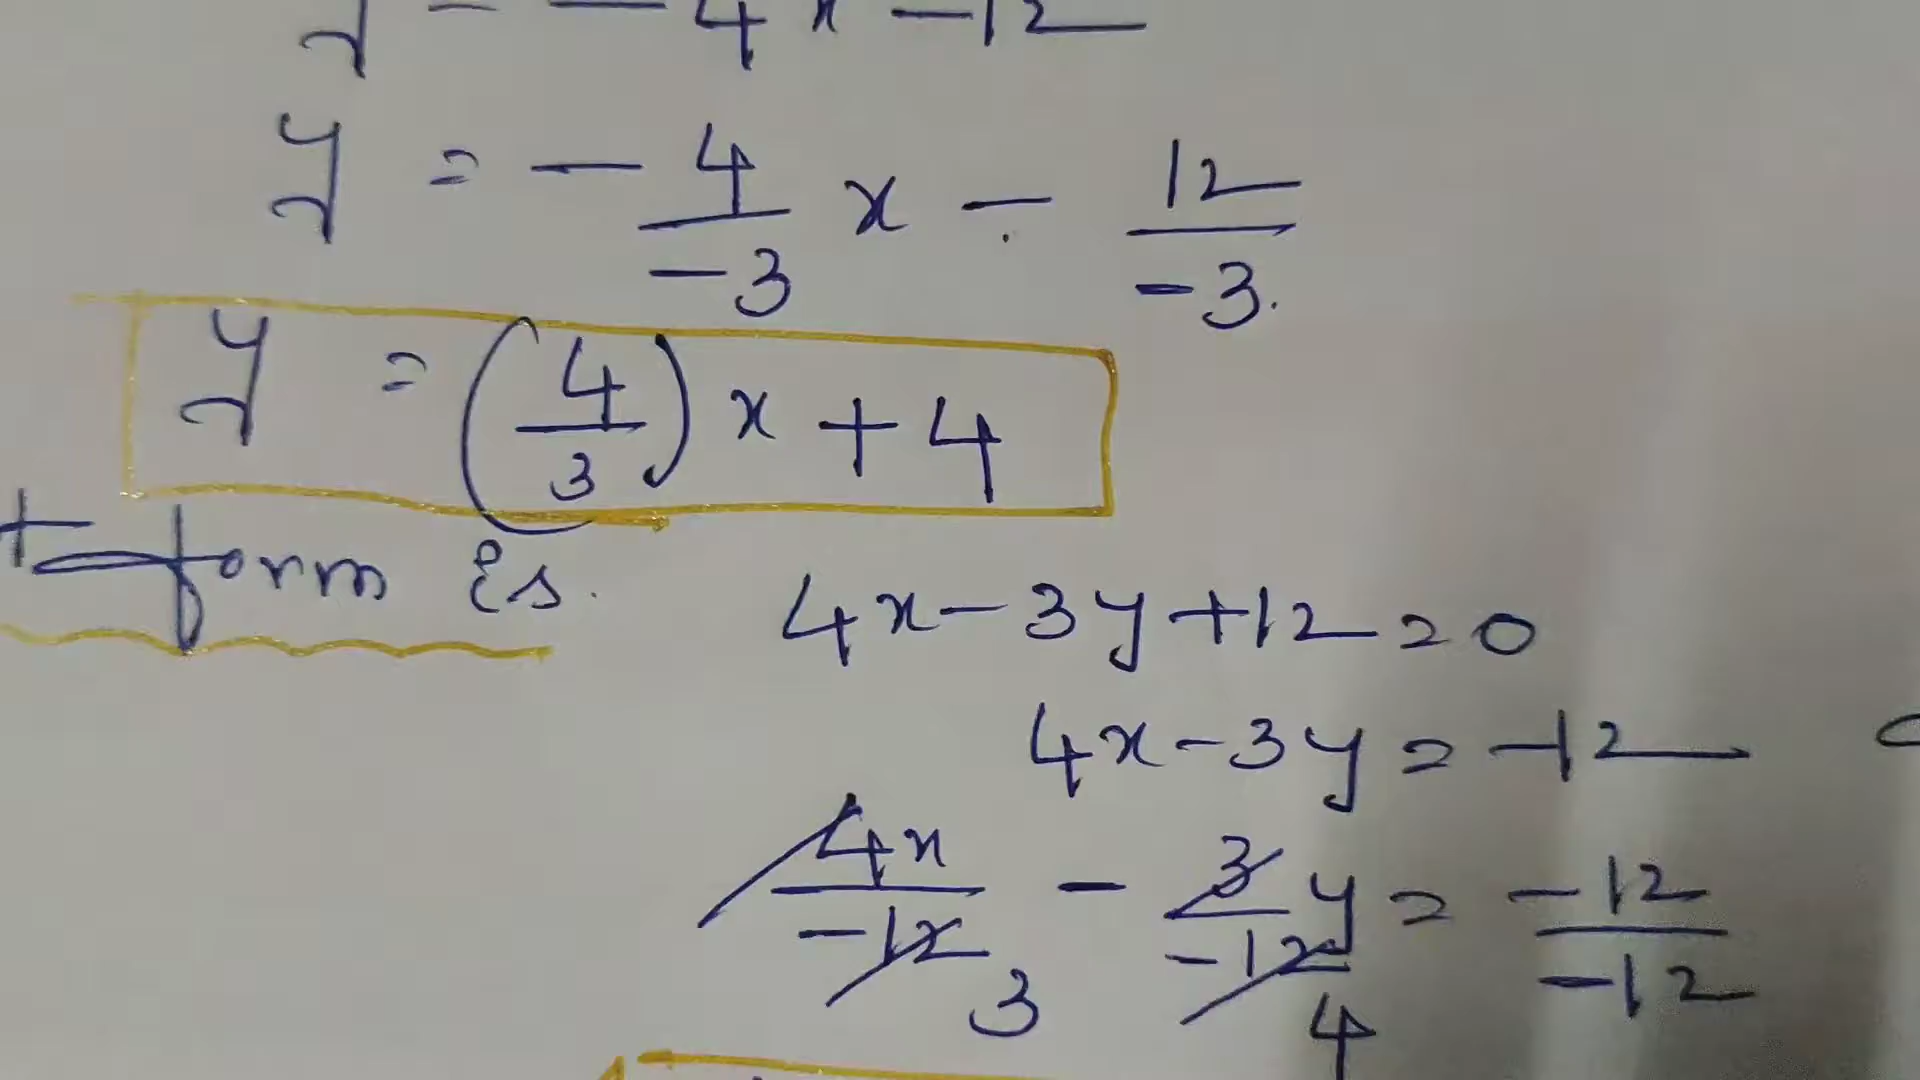 y = - 4x - 12
y = - 4/-3 x - 12/-3.
y = (4/3) x + 4
t form is.
4x - 3y + 12 = 0
4x - 3y = -12
4x/-12 3 - 3/-12 4 y = -12/-12